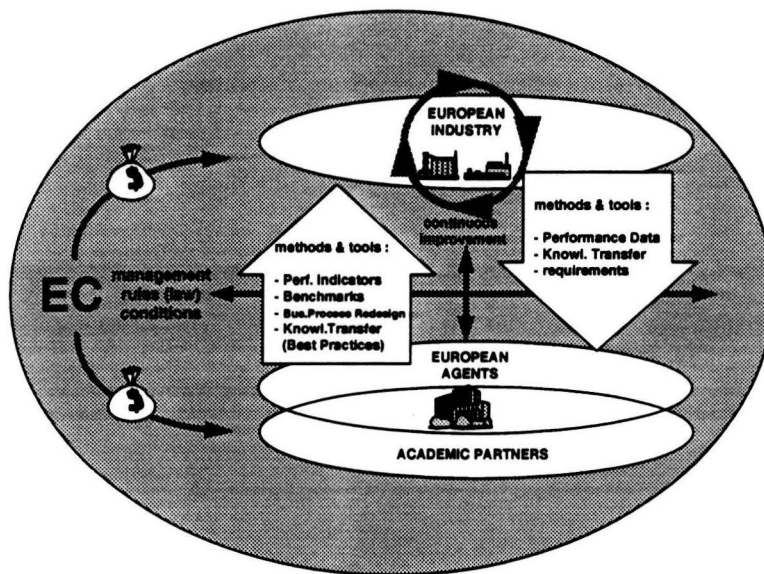 EUROPEAN
INDUSTRY
continuous
improvement
methods & tools :
- Performance Data
- Knowl. Transfer
- requirements
methods & tools :
- Perf. Indicators
- Benchmarks
- Bus.Process Redesign
- Knowl.Transfer
(Best Practices)
EC
management
rules (law)
conditions
$
$
EUROPEAN
AGENTS
ACADEMIC PARTNERS